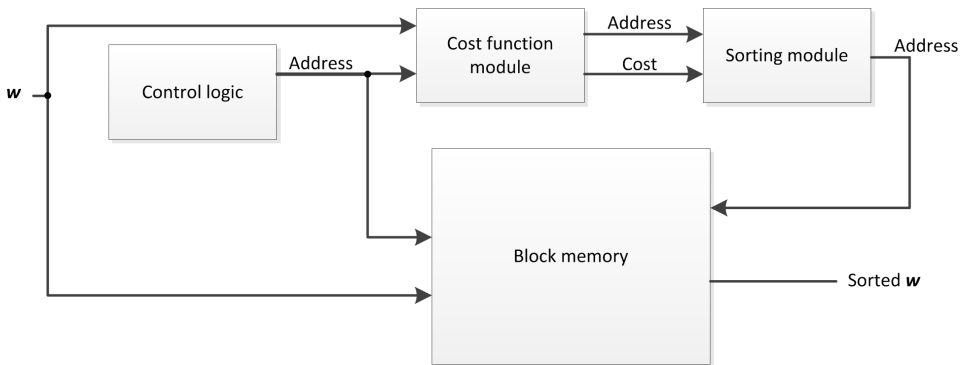 Address
Cost function
module
Sorting module
Address
Address
Cost
Control logic
w
Block memory
Sorted w